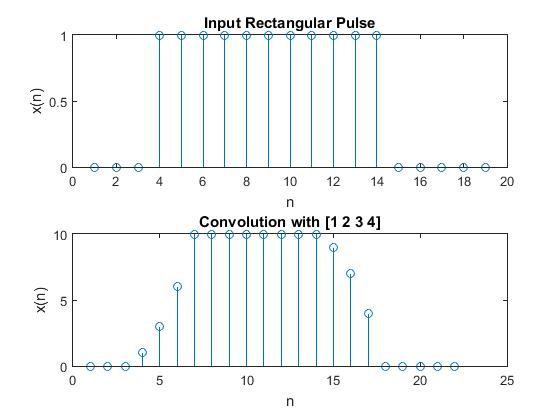 Input Rectangular Pulse
1
0.5
0
x(n)
0 2 4 6 8 10 12 14 16 18 20
n
Convolution with [1 2 3 4]
10
5
0
x(n)
0 5 10 15 20 25
n